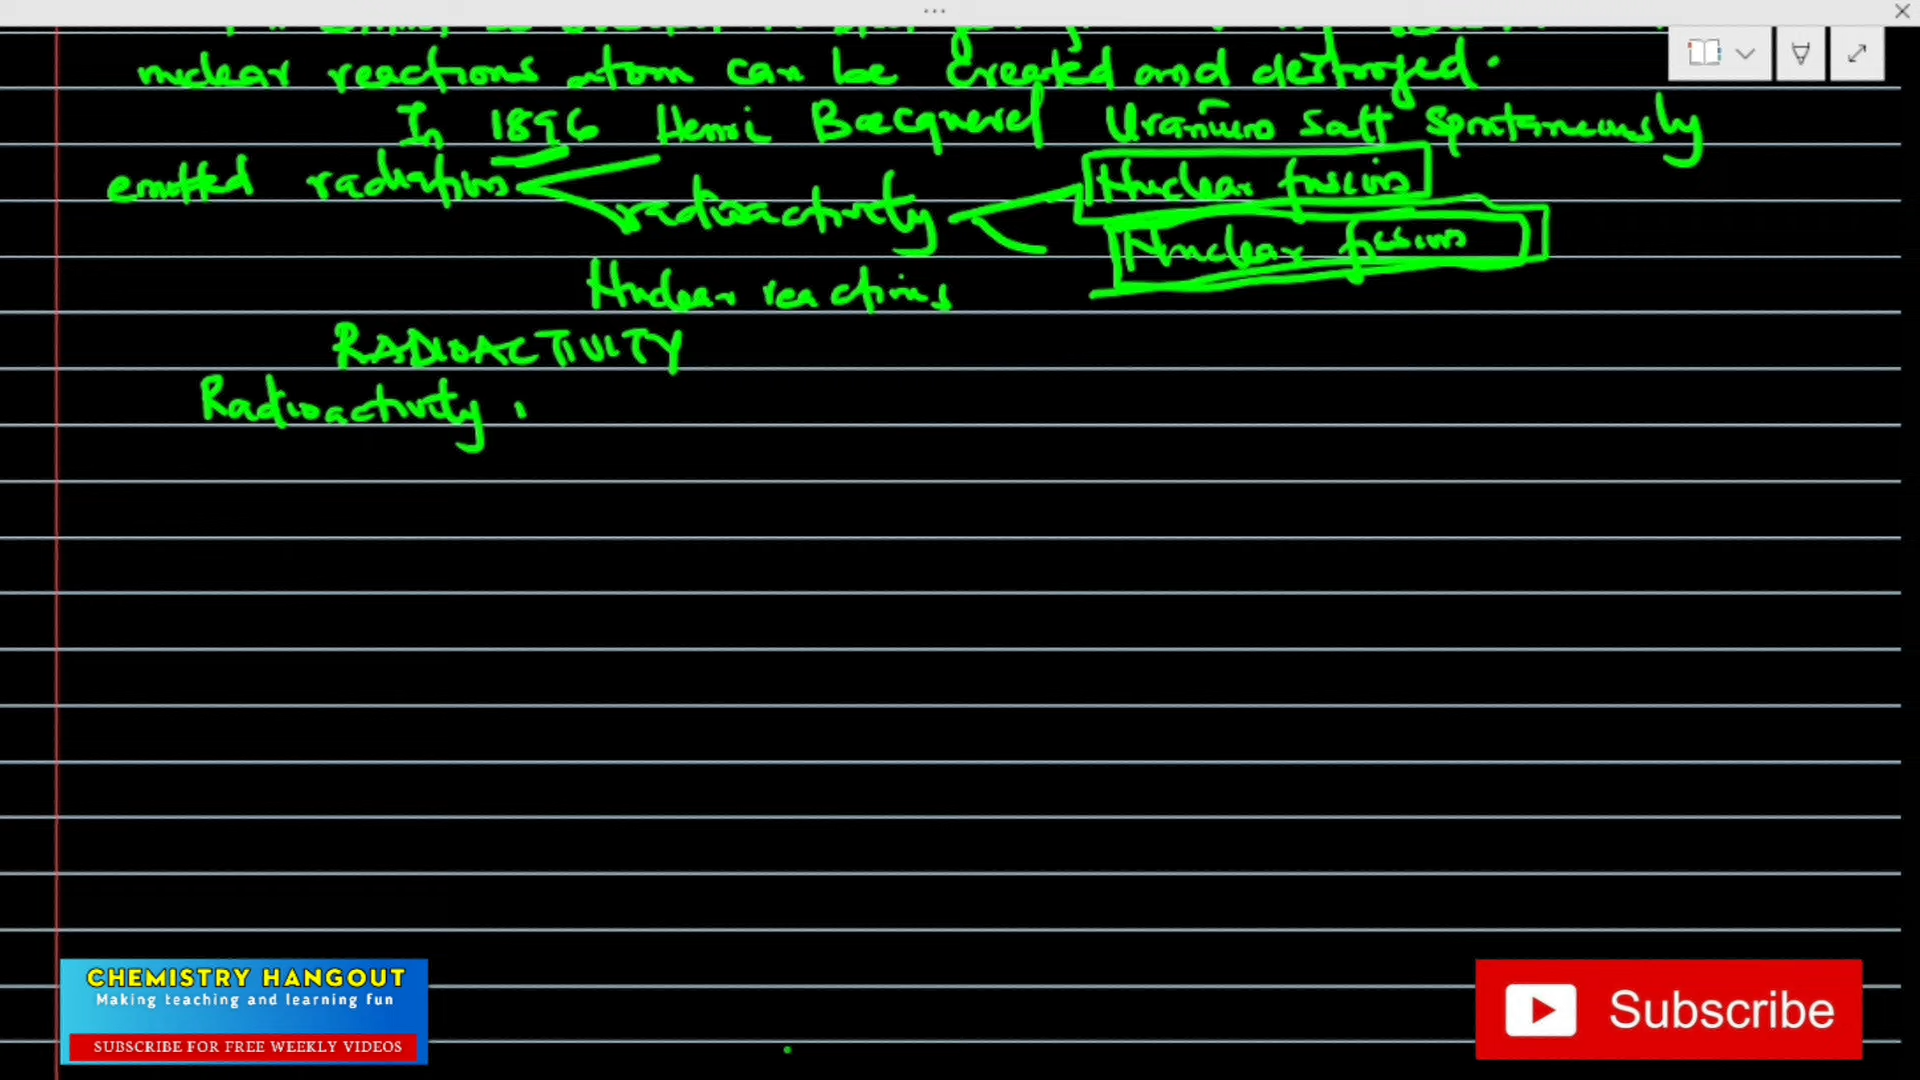 nuclear reactions atom can be created and destroyed.
In 1896 Henri Becquerel Uranium salt spontaneously
emitted radiations radioactivity Nuclear fusion
Nuclear fission
Nuclear reactions
RADIOACTIVITY
Radioactivity
CHEMISTRY HANGOUT
Making teaching and learning fun
SUBSCRIBE FOR FREE WEEKLY VIDEOS
Subscribe